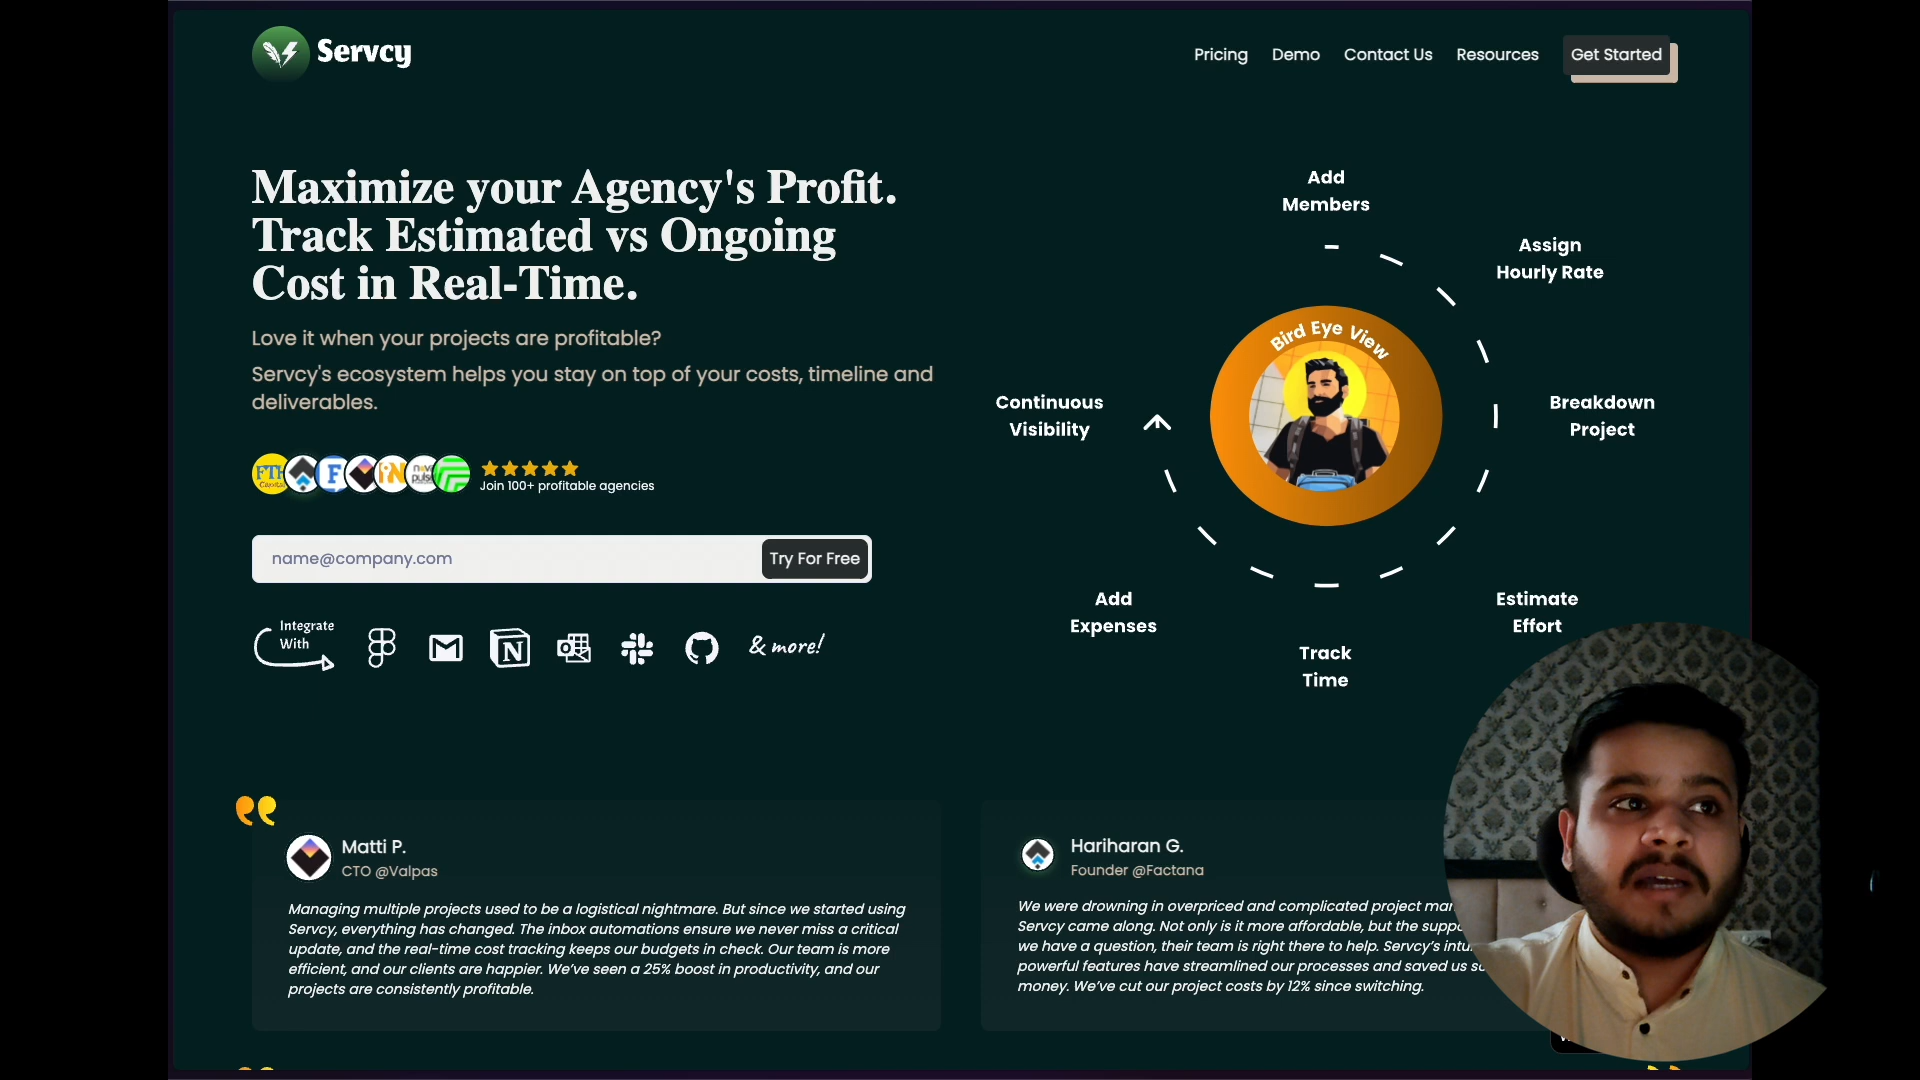 Servcy
Pricing
Demo
Contact Us
Resources
Get Started
Maximize your Agency's Profit.
Track Estimated vs Ongoing
Cost in Real-Time.
Love it when your projects are profitable?
Servcy's ecosystem helps you stay on top of your costs, timeline and
deliverables.
Join 100+ profitable agencies
name@company.com
Try For Free
Integrate
With
& more!
Add
Members
Assign
Hourly Rate
Bird Eye View
Breakdown
Project
Continuous
Visibility
Estimate
Effort
Add
Expenses
Track
Time
Matti P.
CTO @Valpas
Managing multiple projects used to be a logistical nightmare. But since we started using
Servcy, everything has changed. The inbox automations ensure we never miss a critical
update, and the real-time cost tracking keeps our budgets in check. Our team is more
efficient, and our clients are happier. We've seen a 25% boost in productivity, and our
projects are consistently profitable.
Hariharan G.
Founder @Factana
We were drowning in overpriced and complicated project
Servcy came along. Not only is it more affordable, but the
we have a question, their team is right there to help. Servcy's
powerful features have streamlined our processes and saved us
money. We've cut our project costs by 12% since switching.